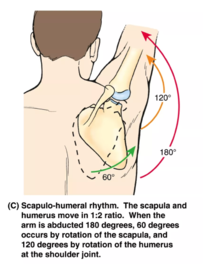 120°
180°
60°
(C) Scapulo-humeral rhythm. The scapula and
humerus move in 1:2 ratio. When the
arm is abducted 180 degrees, 60 degrees
occurs by rotation of the scapula, and
120 degrees by rotation of the humerus
at the shoulder joint.